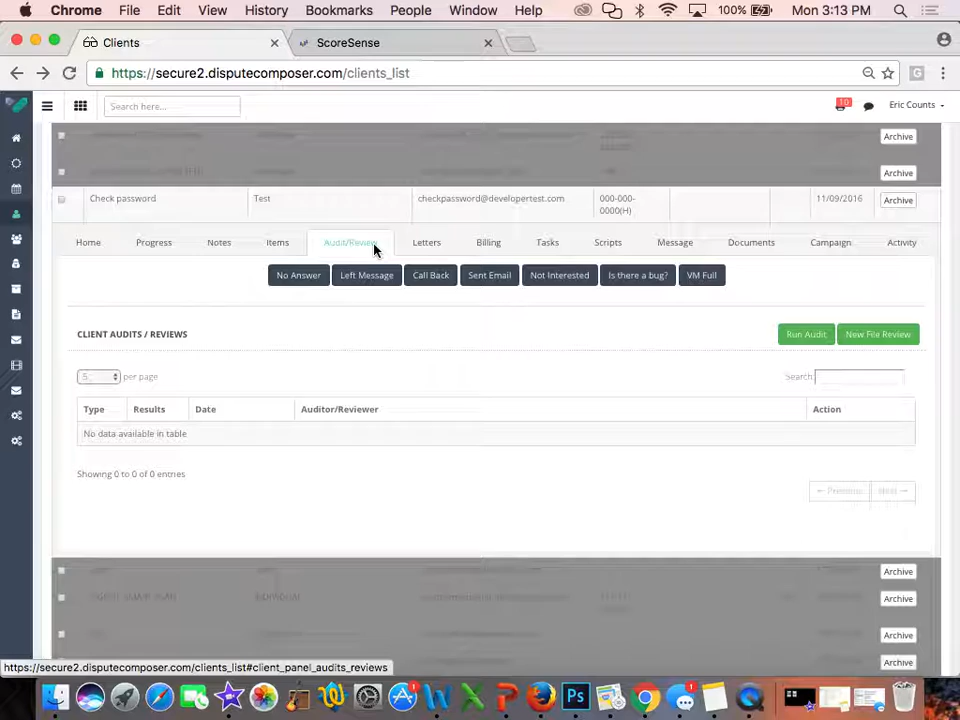 Chrome File Edit View History Bookmarks People Window Help 100% Mon 3:13 PM
Clients ScoreSense
https://secure2.disputecomposer.com/clients_list G
Search here... 10 Eric Counts
Archive
Archive
Check password Test checkpassword@developertest.com 000-000- 11/09/2016 Archive
0000(H)
Home Progress Notes Items Audit/Review Letters Billing Tasks Scripts Message Documents Campaign Activity
No Answer Left Message Call Back Sent Email Not Interested Is there a bug? VM Full
CLIENT AUDITS / REVIEWS Run Audit New File Review
5 per page Search:
Type Results Date Auditor/Reviewer Action
No data available in table
Showing 0 to 0 of 0 entries
← Previous Next →
Archive
INDIVIDUAL Archive
Archive
Archive
https://secure2.disputecomposer.com/clients_list#client_panel_audits_reviews